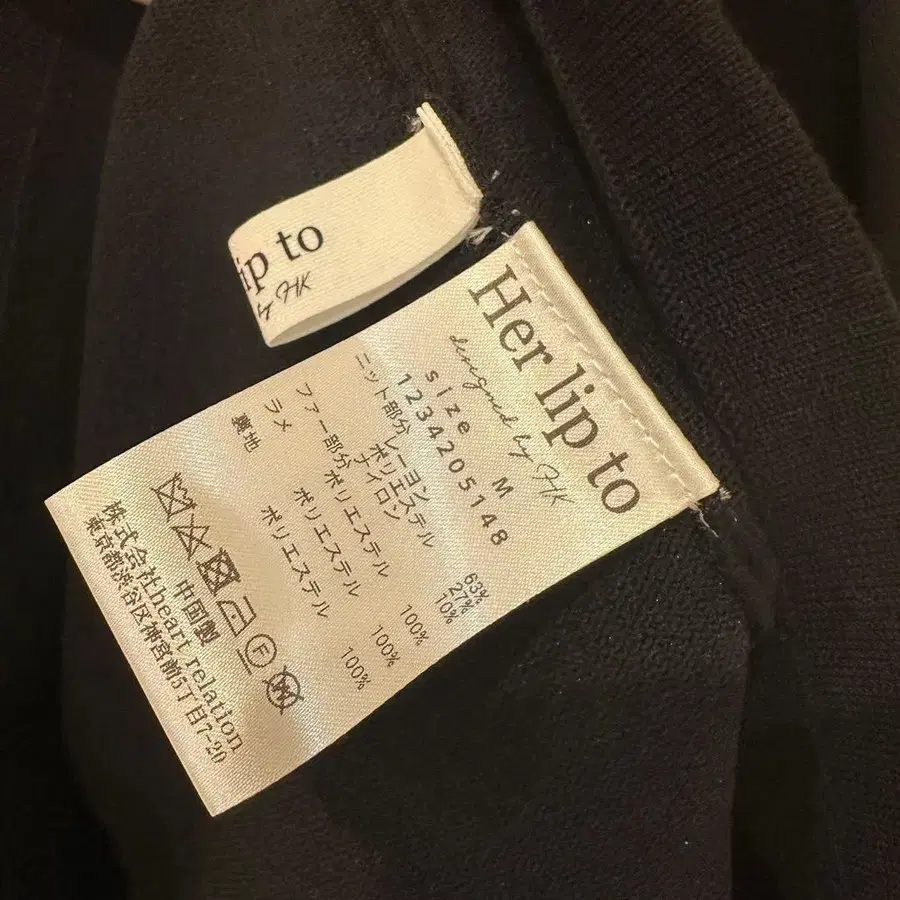 ip to
by HK
Her lip to
designed by HK
size M
1234205148
ニット部分 レーヨン 63%
ポリエステル 27%
ナイロン 10%
ファー部分 ポリエステル 100%
ラメ ポリエステル 100%
裏地 ポリエステル 100%
F
W
中国製
株式会社heart relation
東京都渋谷区神宮前5丁目7-20